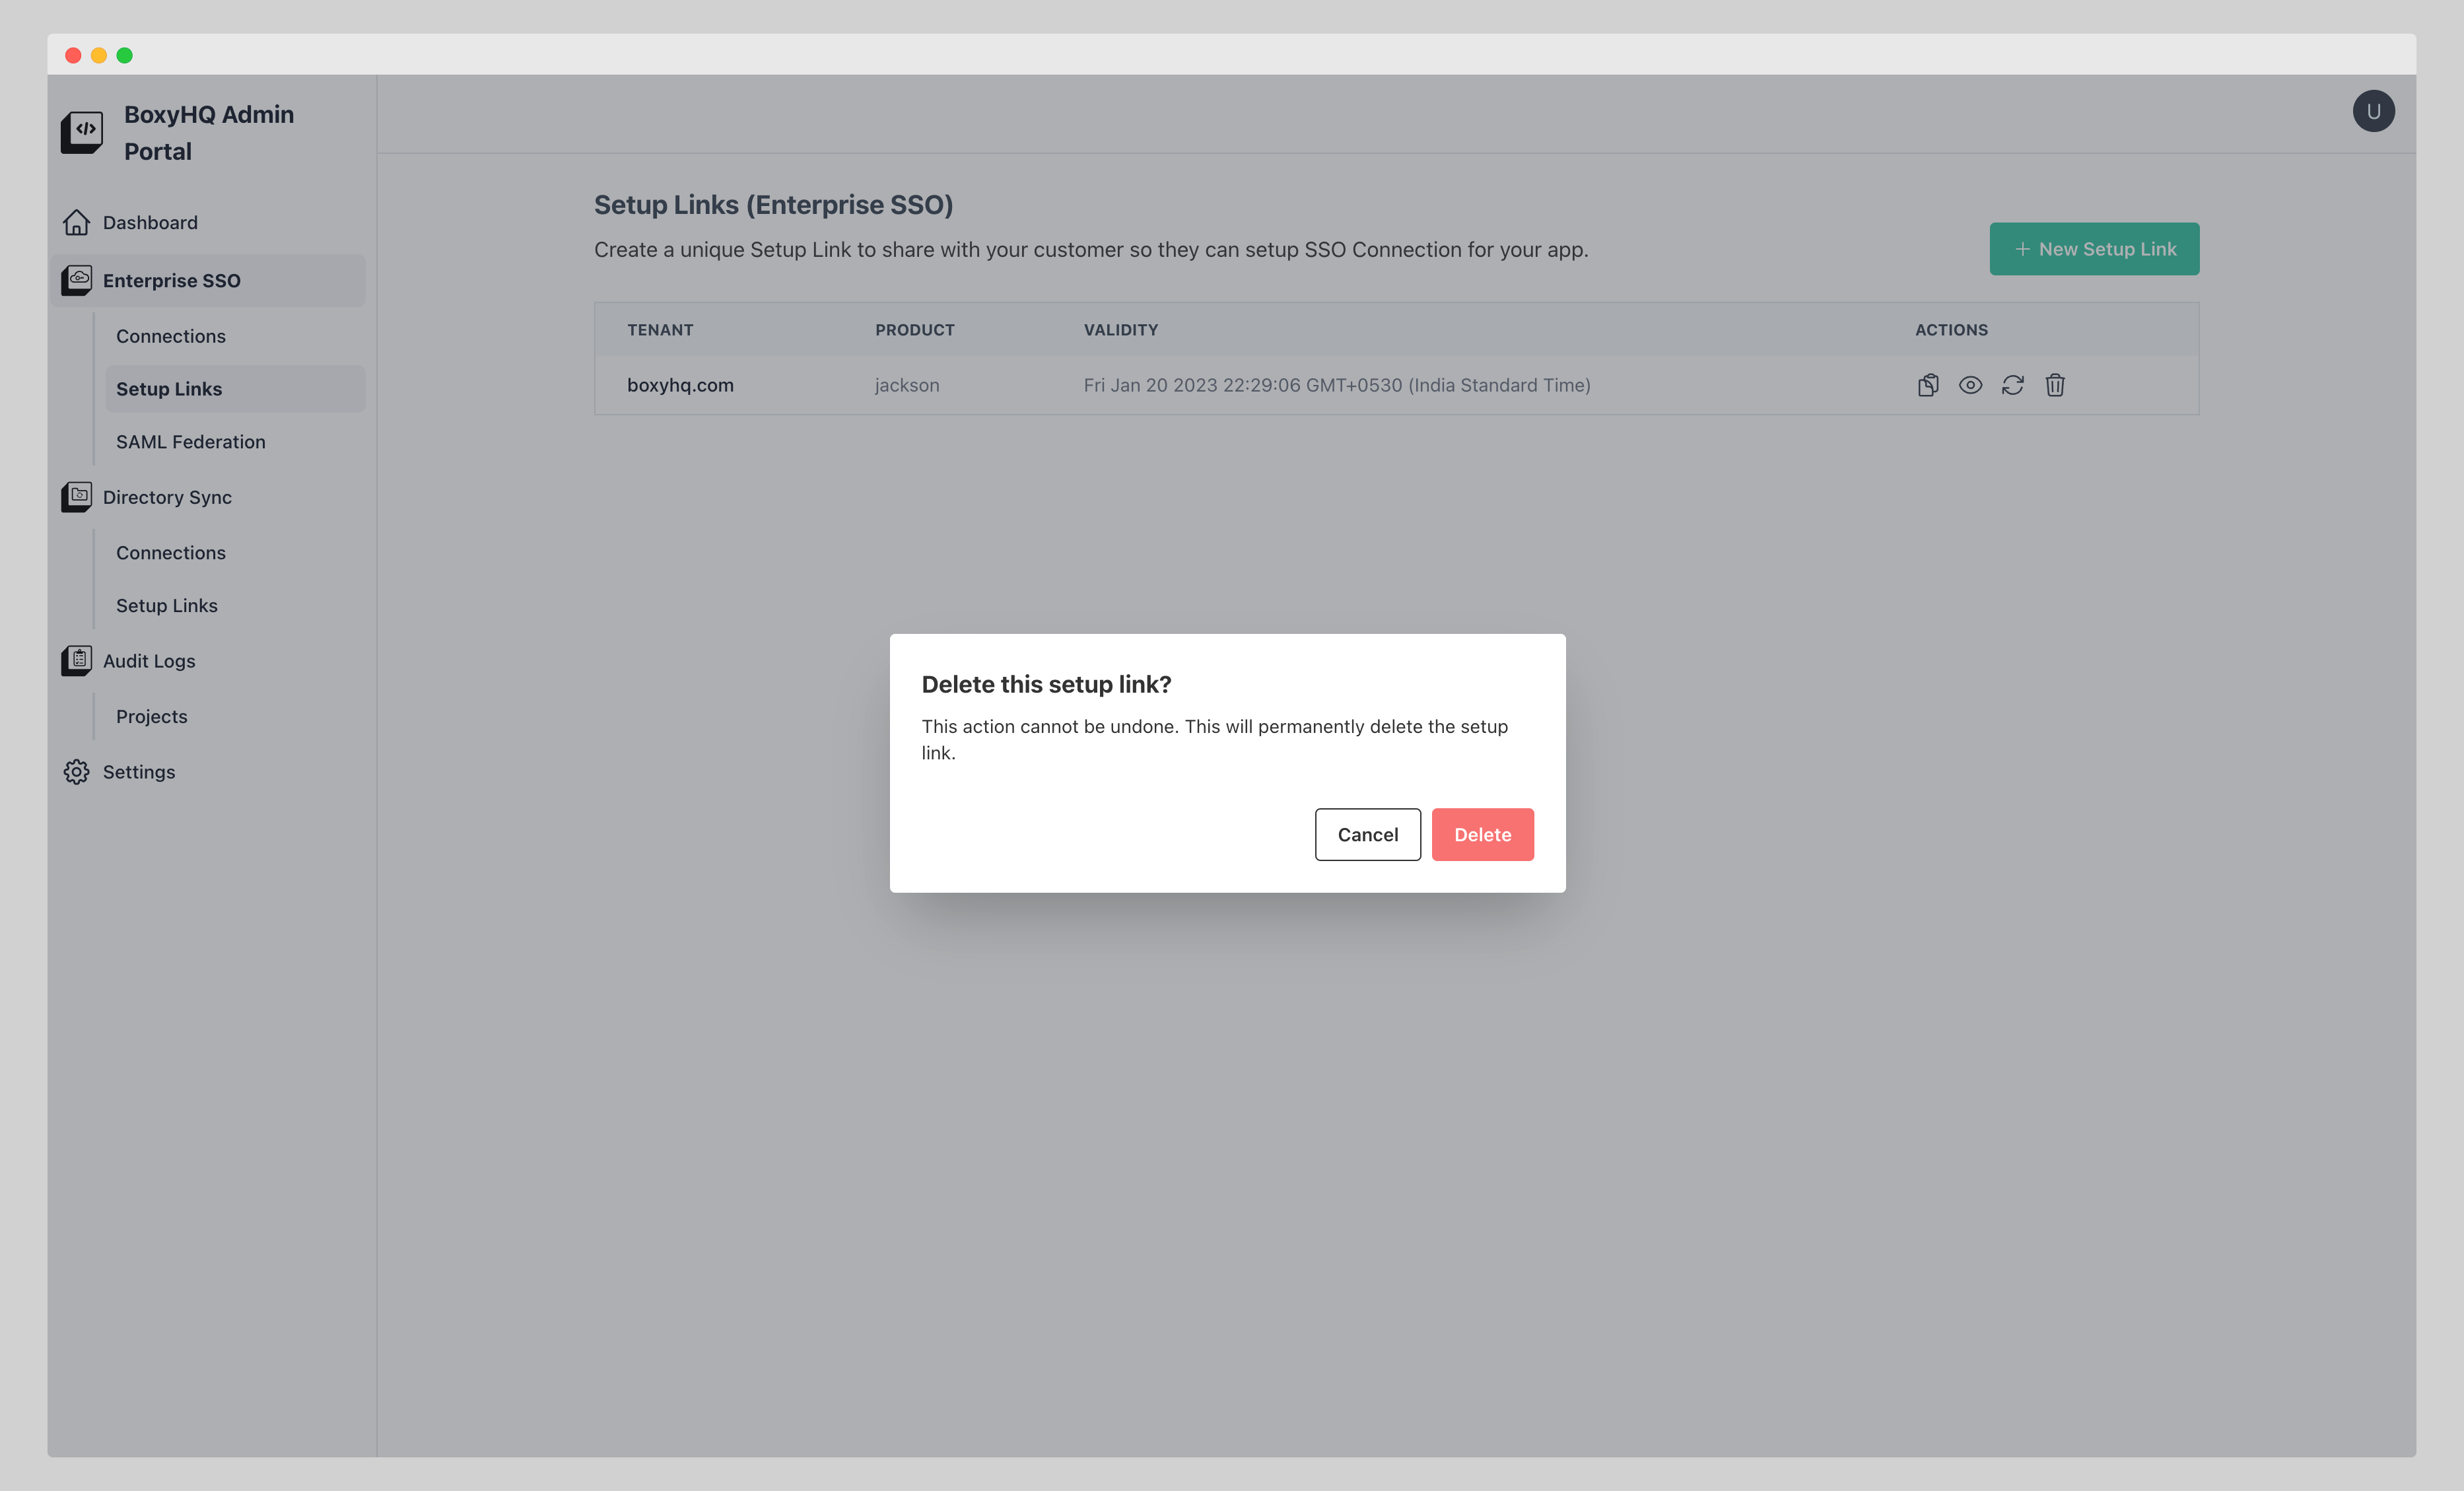 BoxyHQ Admin
Portal
U
Dashboard
Enterprise SSO
Connections
Setup Links
SAML Federation
Directory Sync
Connections
Setup Links
Audit Logs
Projects
Settings
Setup Links (Enterprise SSO)
Create a unique Setup Link to share with your customer so they can setup SSO Connection for your app.
+ New Setup Link
TENANT PRODUCT VALIDITY ACTIONS
boxyhq.com jackson Fri Jan 20 2023 22:29:06 GMT+0530 (India Standard Time)
Delete this setup link?
This action cannot be undone. This will permanently delete the setup
link.
Cancel Delete